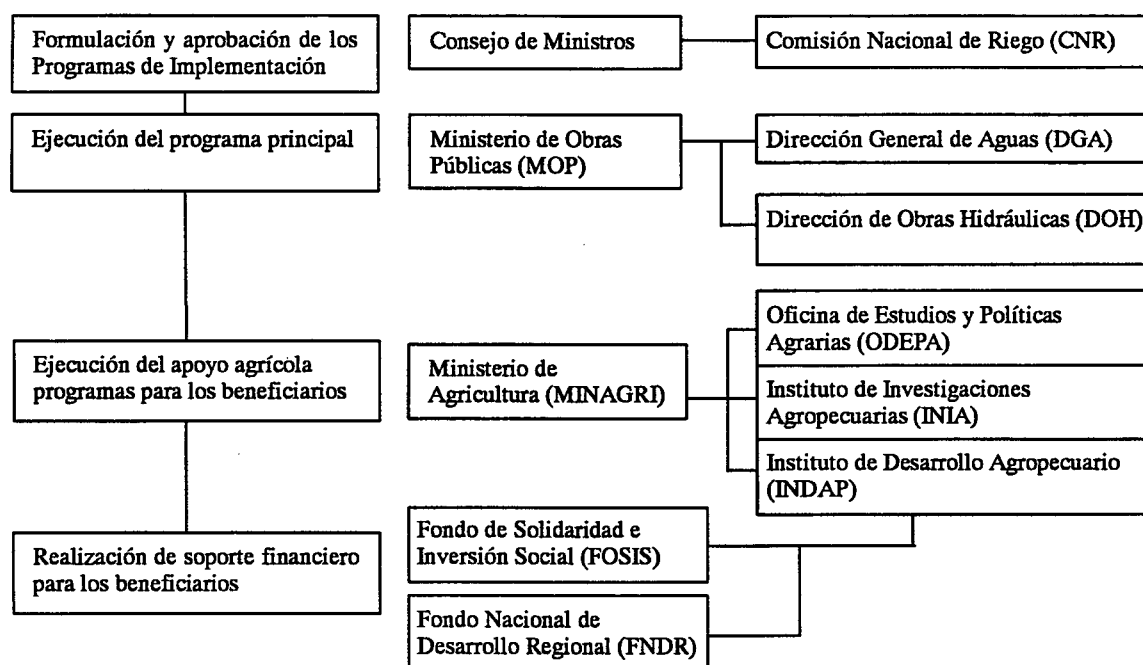 Formulación y aprobación de los
Programas de Implementación
Consejo de Ministros
Comisión Nacional de Riego (CNR)
Ejecución del programa principal
Ministerio de Obras
Públicas (MOP)
Dirección General de Aguas (DGA)
Dirección de Obras Hidráulicas (DOH)
Ejecución del apoyo agrícola
programas para los beneficiarios
Ministerio de
Agricultura (MINAGRI)
Oficina de Estudios y Políticas
Agrarias (ODEPA)
Instituto de Investigaciones
Agropecuarias (INIA)
Instituto de Desarrollo Agropecuario
(INDAP)
Realización de soporte financiero
para los beneficiarios
Fondo de Solidaridad e
Inversión Social (FOSIS)
Fondo Nacional de
Desarrollo Regional (FNDR)